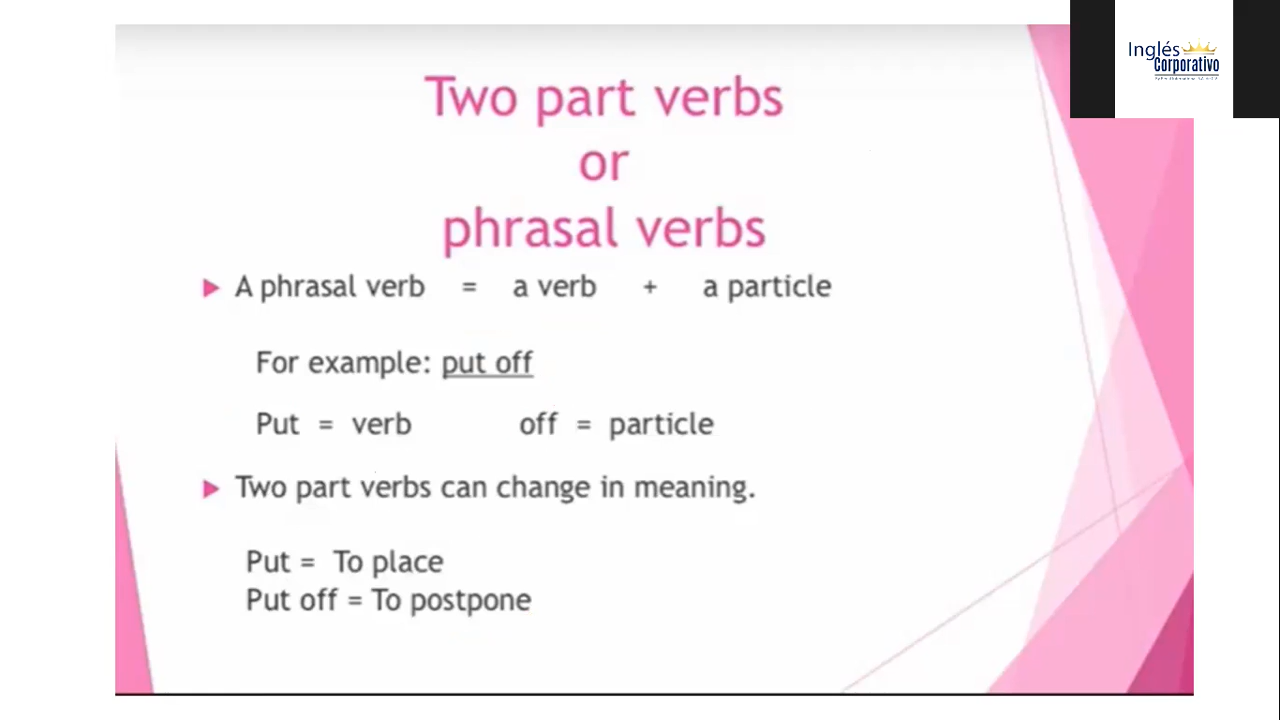 Inglés
Corporativo
Two part verbs
or
phrasal verbs
A phrasal verb = a verb + a particle
For example: put off
Put = verb off = particle
Two part verbs can change in meaning.
Put = To place
Put off = To postpone